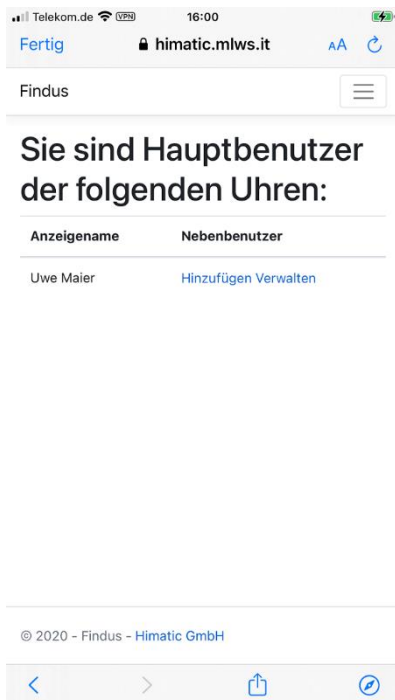 Telekom.de VPN 16:00
Fertig himatic.mlws.it AA
Findus
Sie sind Hauptbenutzer
der folgenden Uhren:
Anzeigename Nebenbenutzer
Uwe Maier Hinzufügen Verwalten
© 2020 - Findus - Himatic GmbH